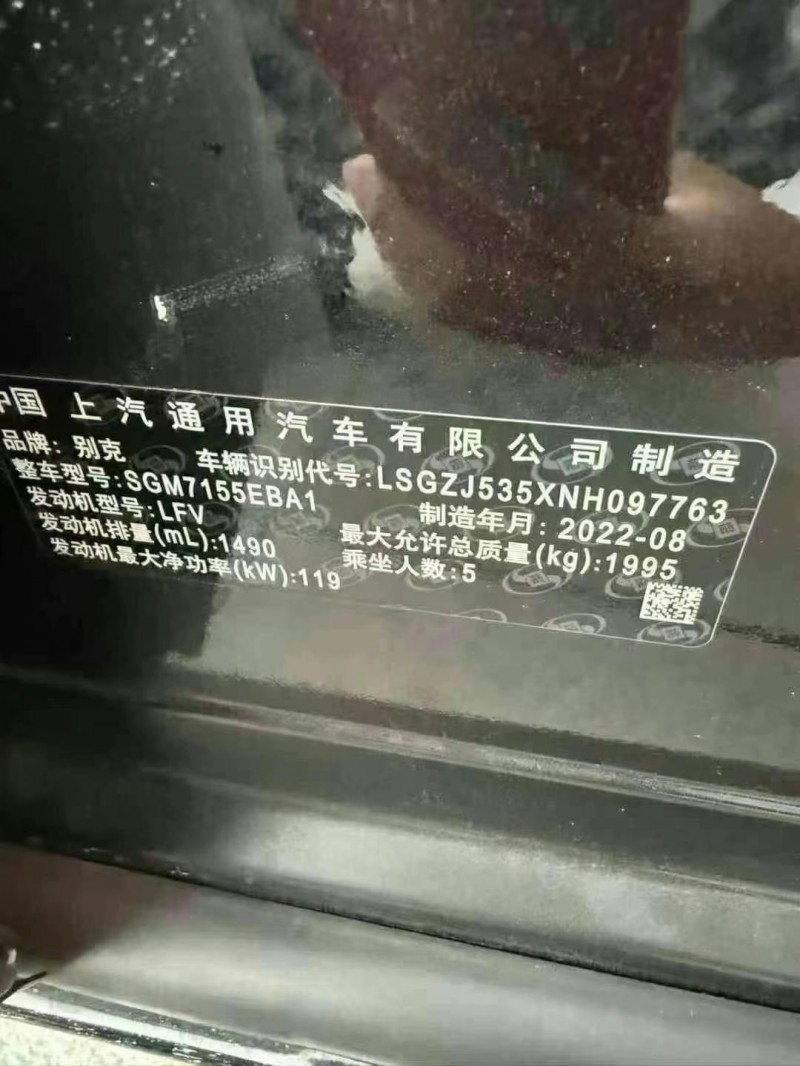 中国 上汽通用汽车有限公司制造
品牌: 别克 车辆识别代号:LSGZJ535XNH097763
整车型号:SGM7155EBA1 制造年月: 2022-08
发动机型号:LFV 最大允许总质量(kg):1995
发动机排量(mL):1490 乘坐人数:5
发动机最大净功率(kW):119